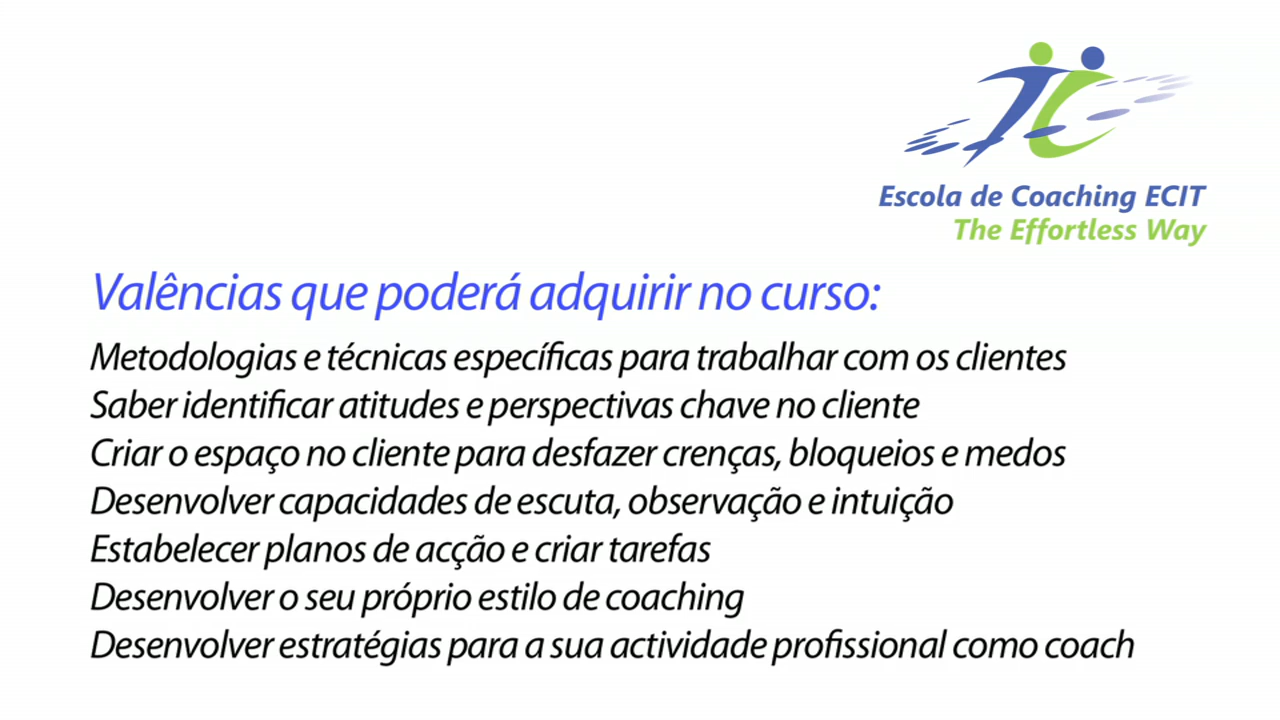 Escola de Coaching ECIT
The Effortless Way
Valências que poderá adquirir no curso:
Metodologias e técnicas específicas para trabalhar com os clientes
Saber identificar atitudes e perspectivas chave no cliente
Criar o espaço no cliente para desfazer crenças, bloqueios e medos
Desenvolver capacidades de escuta, observação e intuição
Estabelecer planos de acção e criar tarefas
Desenvolver o seu próprio estilo de coaching
Desenvolver estratégias para a sua actividade profissional como coach